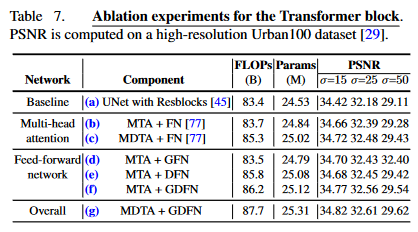 Table 7. Ablation experiments for the Transformer block.
PSNR is computed on a high-resolution Urban100 dataset [29].
FLOPs Params PSNR
Network Component (B) (M) σ=15 σ=25 σ=50
Baseline (a) UNet with Resblocks [45] 83.4 24.53 34.42 32.18 29.11
Multi-head (b) MTA + FN [77] 83.7 24.84 34.66 32.39 29.28
attention (c) MDTA + FN [77] 85.3 25.02 34.72 32.48 29.43
Feed-forward (d) MTA + GFN 83.5 24.79 34.70 32.43 32.40
network (e) MTA + DFN 85.8 25.08 34.68 32.45 29.42
(f) MTA + GDFN 86.2 25.12 34.77 32.56 29.54
Overall (g) MDTA + GDFN 87.7 25.31 34.82 32.61 29.62